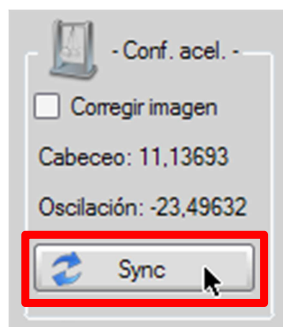 - Conf. acel. -
Corregir imagen
Cabeceo: 11,13693
Oscilación: -23,49632
Sync